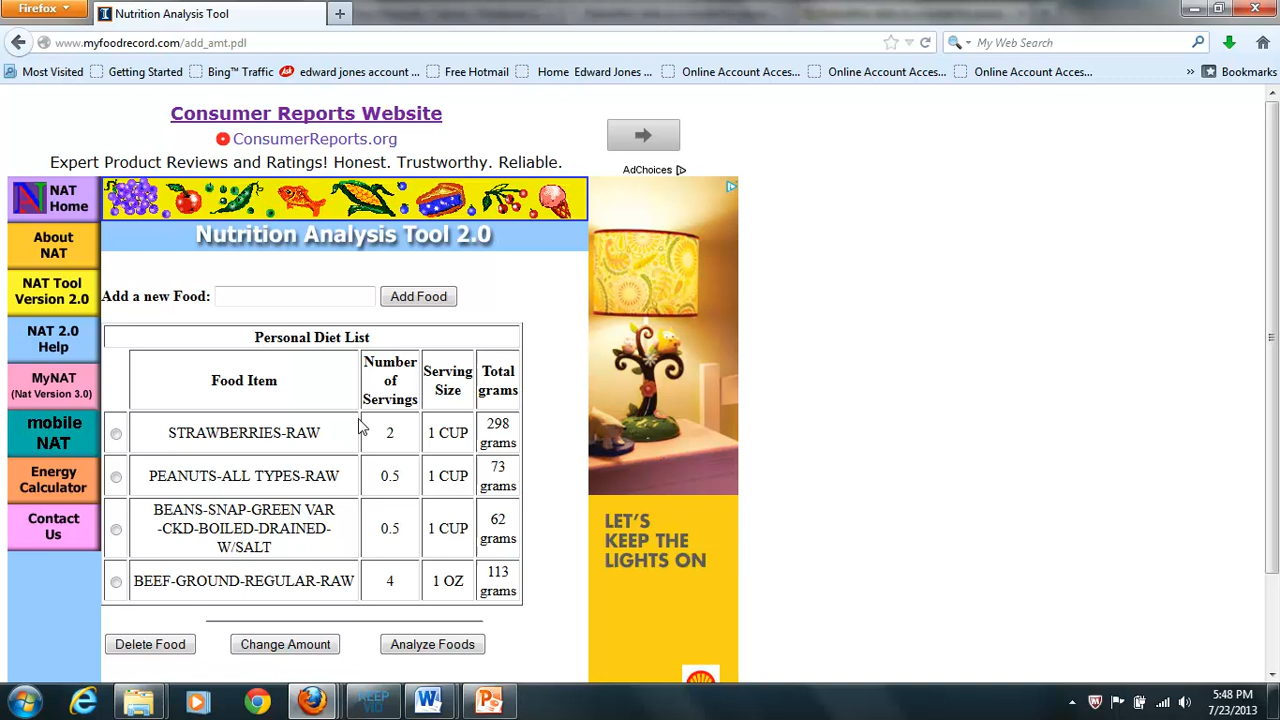 Firefox
Nutrition Analysis Tool
www.myfoodrecord.com/add_amt.pdl
My Web Search
Most Visited
Getting Started
Bing™ Traffic
edward jones account ...
Free Hotmail
Home Edward Jones ...
Online Account Acces...
Online Account Acces...
Online Account Acces...
»
Bookmarks
Consumer Reports Website
ConsumerReports.org
Expert Product Reviews and Ratings! Honest. Trustworthy. Reliable.
AdChoices
NAT
Home
About
NAT
NAT Tool
Version 2.0
NAT 2.0
Help
MyNAT
(Nat Version 3.0)
mobile
NAT
Energy
Calculator
Contact
Us
Nutrition Analysis Tool 2.0
Add a new Food:
Add Food
Personal Diet List
Food Item
Number
of
Servings
Serving
Size
Total
grams
STRAWBERRIES-RAW
2
1 CUP
298
grams
PEANUTS-ALL TYPES-RAW
0.5
1 CUP
73
grams
BEANS-SNAP-GREEN VAR
-CKD-BOILED-DRAINED-
W/SALT
0.5
1 CUP
62
grams
BEEF-GROUND-REGULAR-RAW
4
1 OZ
113
grams
Delete Food
Change Amount
Analyze Foods
LET'S
KEEP THE
LIGHTS ON
KEEP
VID
5:48 PM
7/23/2013